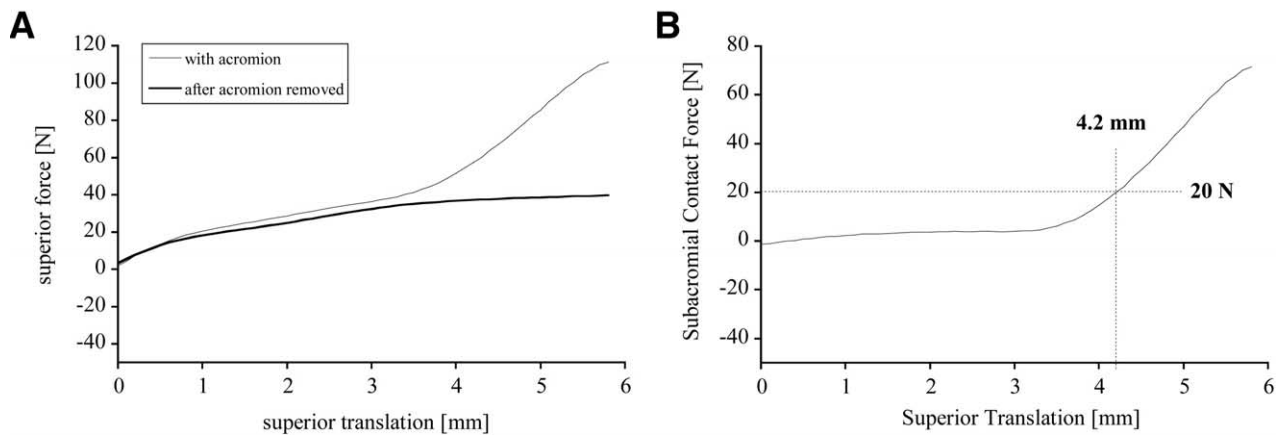 A
superior force [N]
120
100
80
60
40
20
0
-20
-40
with acromion
after acromion removed
0 1 2 3 4 5 6
superior translation [mm]
B
Subacromial Contact Force [N]
80
60
40
20
0
-20
-40
4.2 mm
20 N
0 1 2 3 4 5 6
Superior Translation [mm]